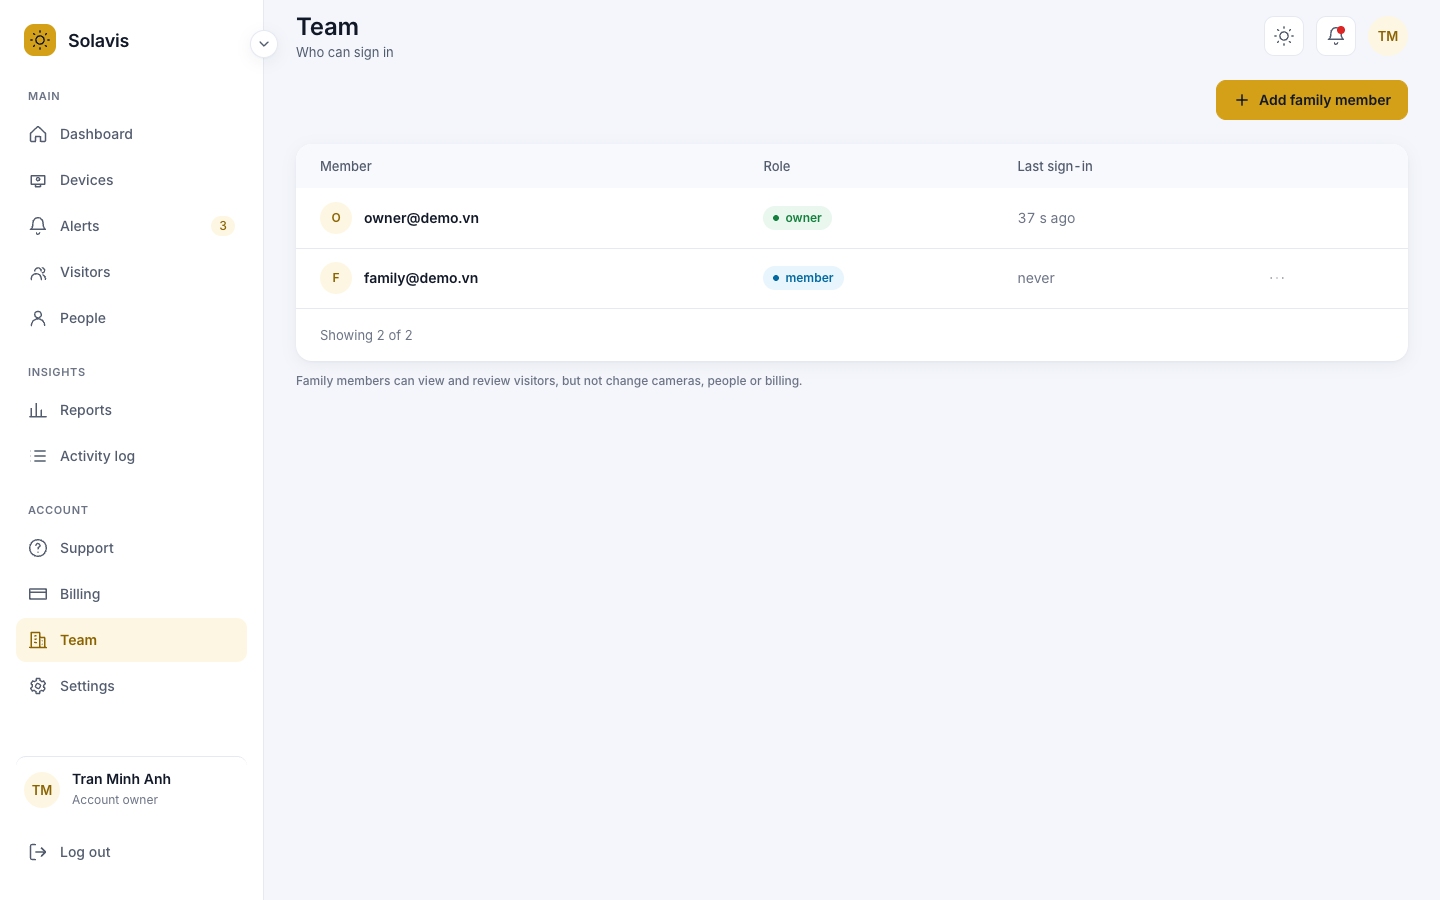 Solavis
MAIN
Dashboard
Devices
Alerts 3
Visitors
People
INSIGHTS
Reports
Activity log
ACCOUNT
Support
Billing
Team
Settings
TM Tran Minh Anh
Account owner
Log out
Team
Who can sign in
TM
Add family member
Member Role Last sign-in
O owner@demo.vn owner 37 s ago
F family@demo.vn member never ...
Showing 2 of 2
Family members can view and review visitors, but not change cameras, people or billing.